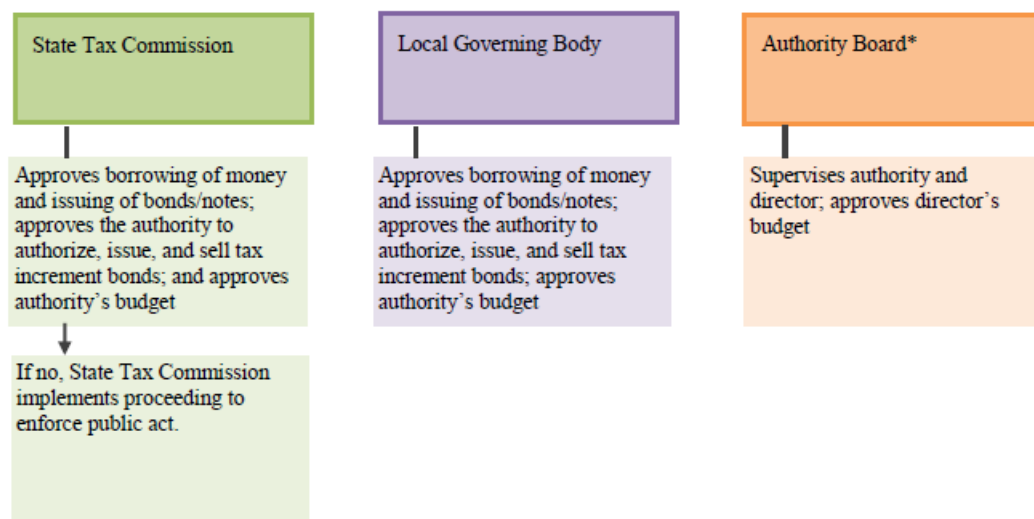 State Tax Commission
Approves borrowing of money
and issuing of bonds/notes;
approves the authority to
authorize, issue, and sell tax
increment bonds; and approves
authority’s budget
If no, State Tax Commission
implements proceeding to
enforce public act.
Local Governing Body
Approves borrowing of money
and issuing of bonds/notes;
approves the authority to
authorize, issue, and sell tax
increment bonds; approves
authority’s budget
Authority Board*
Supervises authority and
director; approves director’s
budget